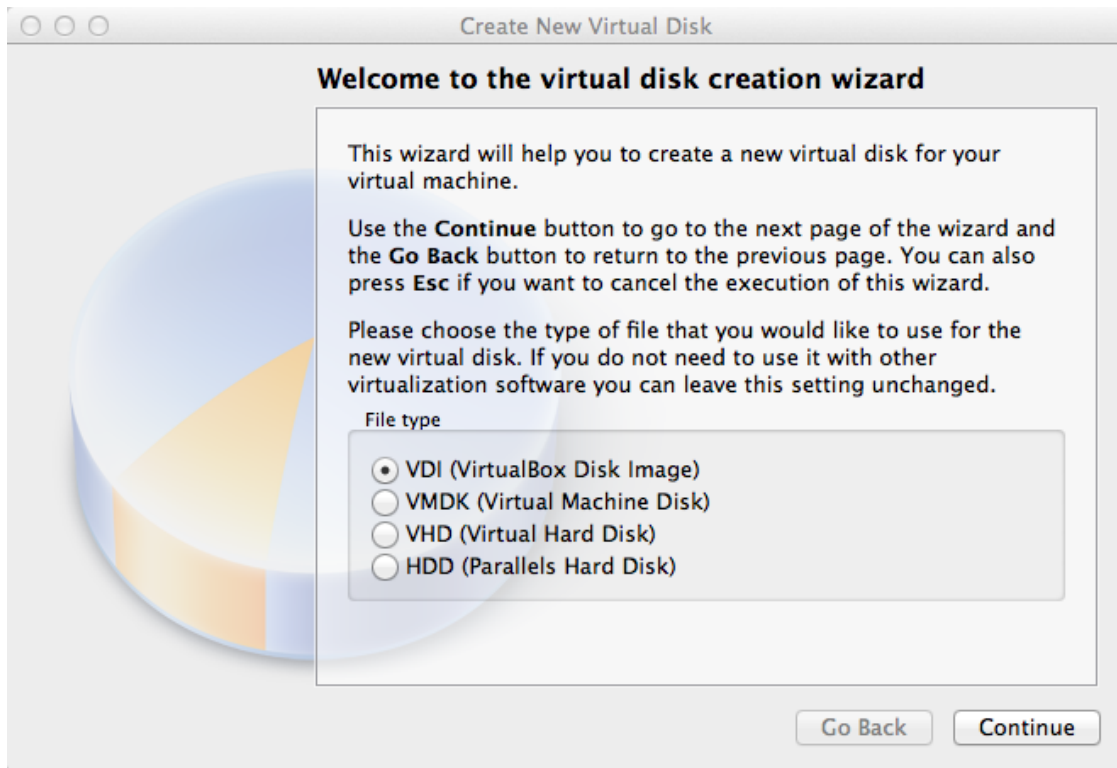 Create New Virtual Disk
Welcome to the virtual disk creation wizard
This wizard will help you to create a new virtual disk for your
virtual machine.
Use the Continue button to go to the next page of the wizard and
the Go Back button to return to the previous page. You can also
press Esc if you want to cancel the execution of this wizard.
Please choose the type of file that you would like to use for the
new virtual disk. If you do not need to use it with other
virtualization software you can leave this setting unchanged.
File type
VDI (VirtualBox Disk Image)
VMDK (Virtual Machine Disk)
VHD (Virtual Hard Disk)
HDD (Parallels Hard Disk)
Go Back
Continue